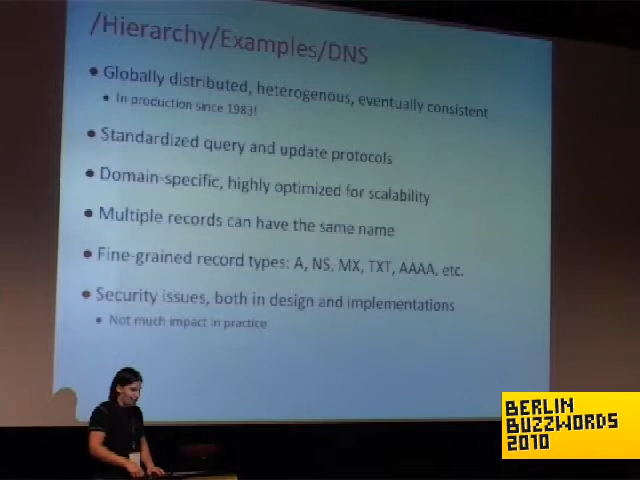 /Hierarchy/Examples/DNS
• Globally distributed, heterogenous, eventually consistent
• In production since 1983!
• Standardized query and update protocols
• Domain-specific, highly optimized for scalability
• Multiple records can have the same name
• Fine-grained record types: A, NS, MX, TXT, AAAA, etc.
• Security issues, both in design and implementations
• Not much impact in practice
BERLIN
BUZZWORDS
2010